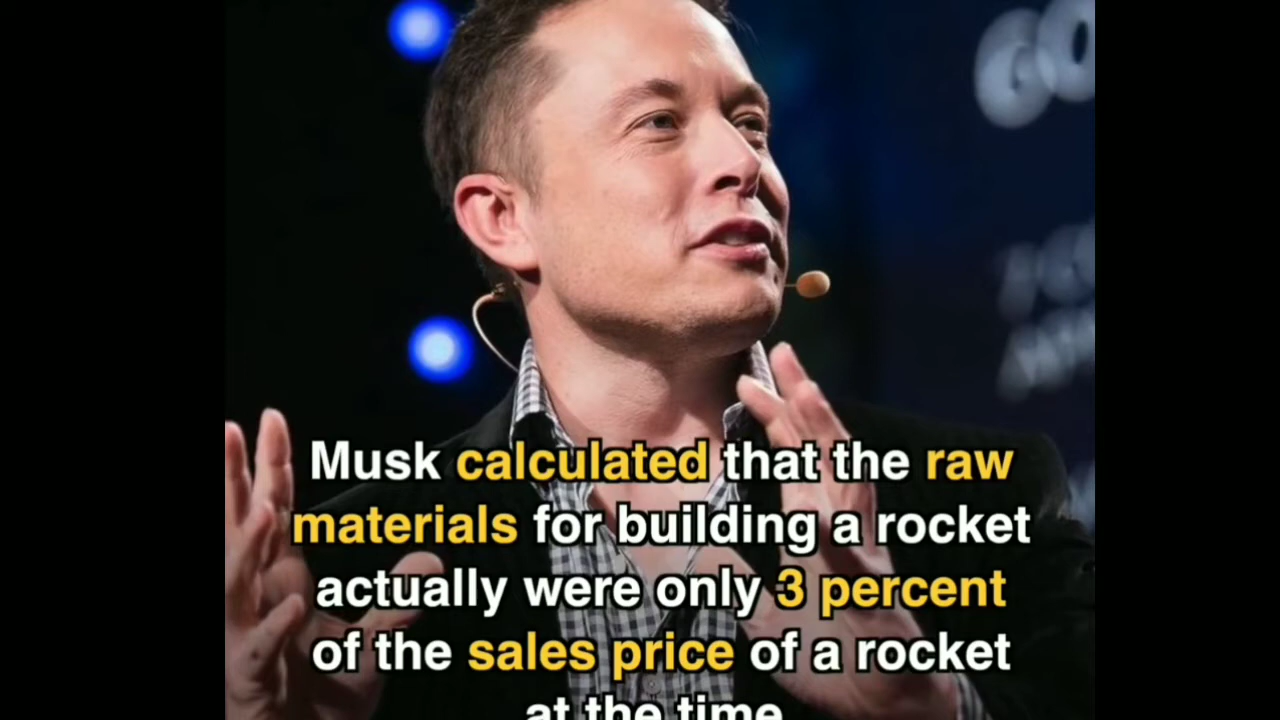 Musk calculated that the raw
materials for building a rocket
actually were only 3 percent
of the sales price of a rocket
at the time